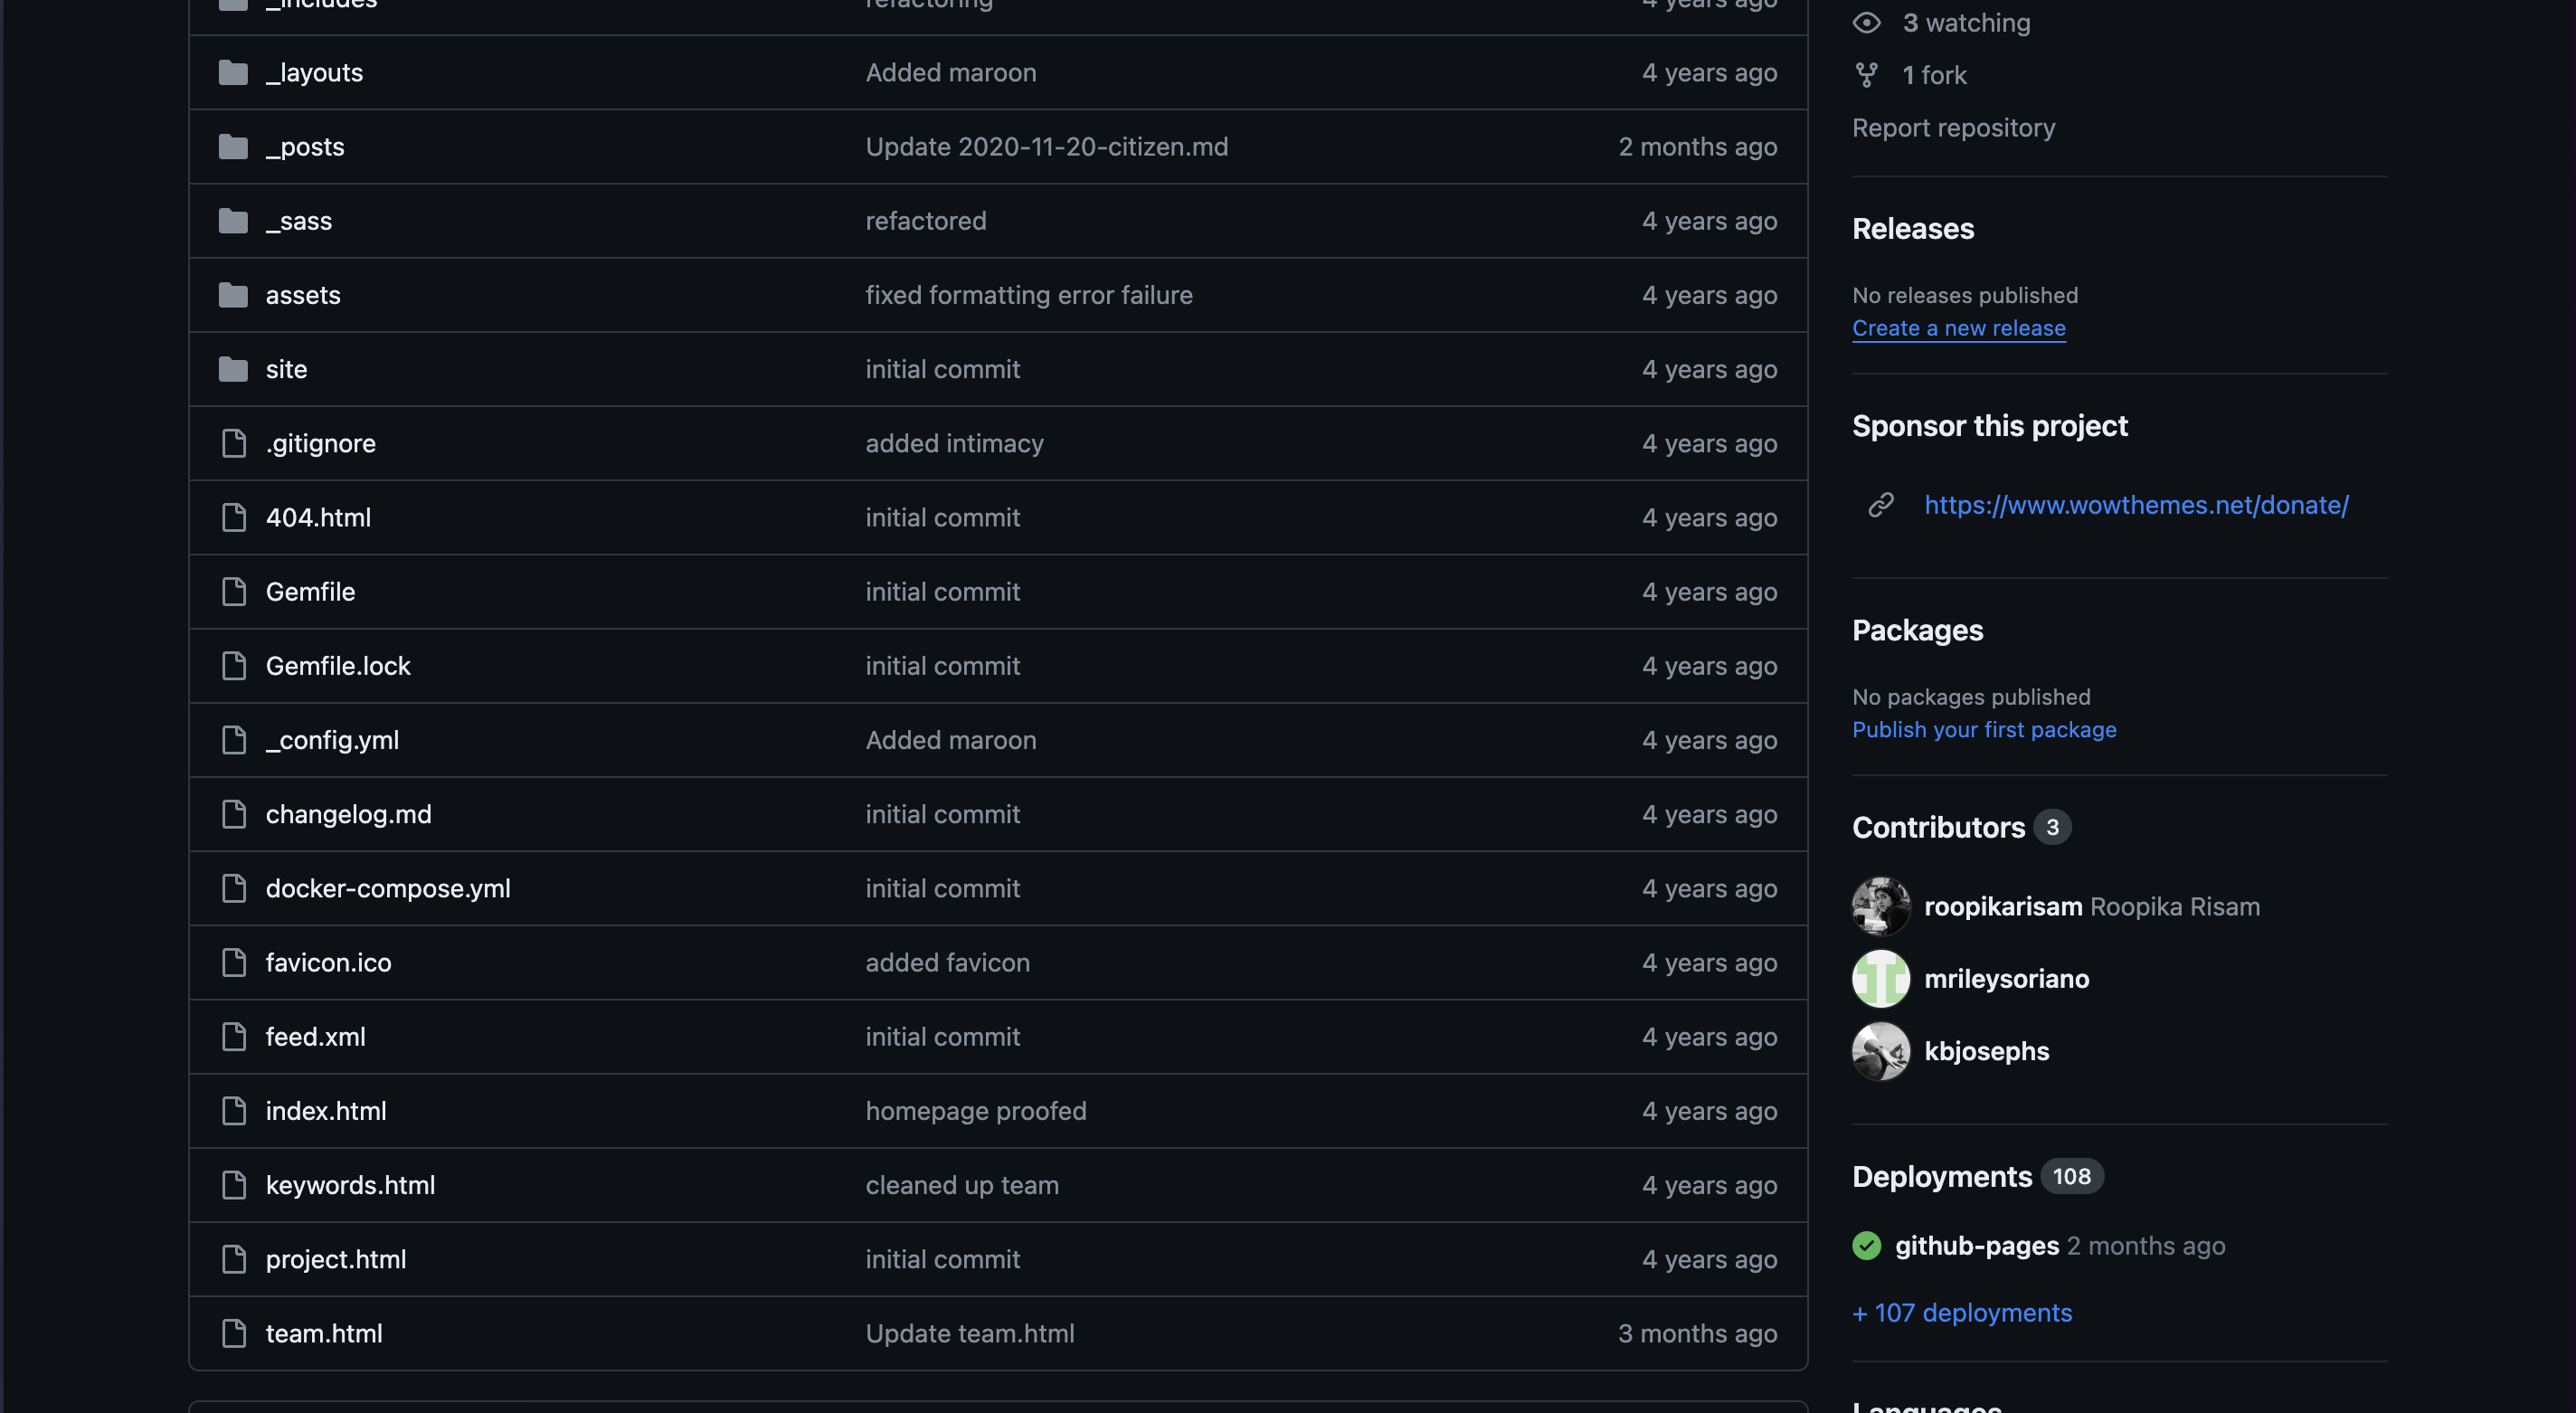 _includes refactoring 4 years ago
_layouts Added maroon 4 years ago
_posts Update 2020-11-20-citizen.md 2 months ago
_sass refactored 4 years ago
assets fixed formatting error failure 4 years ago
site initial commit 4 years ago
.gitignore added intimacy 4 years ago
404.html initial commit 4 years ago
Gemfile initial commit 4 years ago
Gemfile.lock initial commit 4 years ago
_config.yml Added maroon 4 years ago
changelog.md initial commit 4 years ago
docker-compose.yml initial commit 4 years ago
favicon.ico added favicon 4 years ago
feed.xml initial commit 4 years ago
index.html homepage proofed 4 years ago
keywords.html cleaned up team 4 years ago
project.html initial commit 4 years ago
team.html Update team.html 3 months ago
3 watching
1 fork
Report repository
Releases
No releases published
Create a new release
Sponsor this project
https://www.wowthemes.net/donate/
Packages
No packages published
Publish your first package
Contributors 3
roopikarisam Roopika Risam
mrileysoriano
kbjosephs
Deployments 108
github-pages 2 months ago
+ 107 deployments
Languages